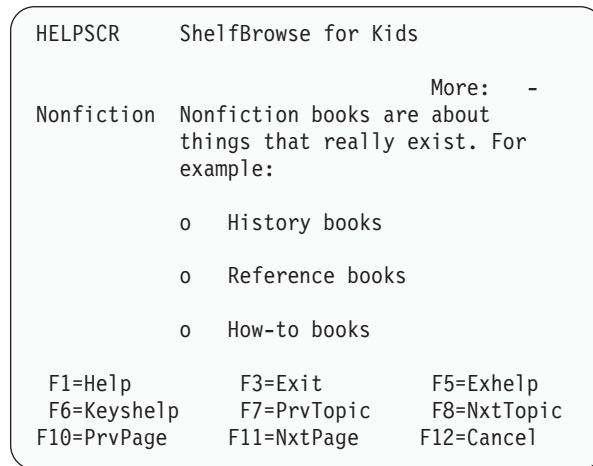 HELPSCR ShelfBrowse for Kids
More: -
Nonfiction Nonfiction books are about
things that really exist. For
example:
o History books
o Reference books
o How-to books
F1=Help F3=Exit F5=Exhelp
F6=Keyshelp F7=PrvTopic F8=NxtTopic
F10=PrvPage F11=NxtPage F12=Cancel